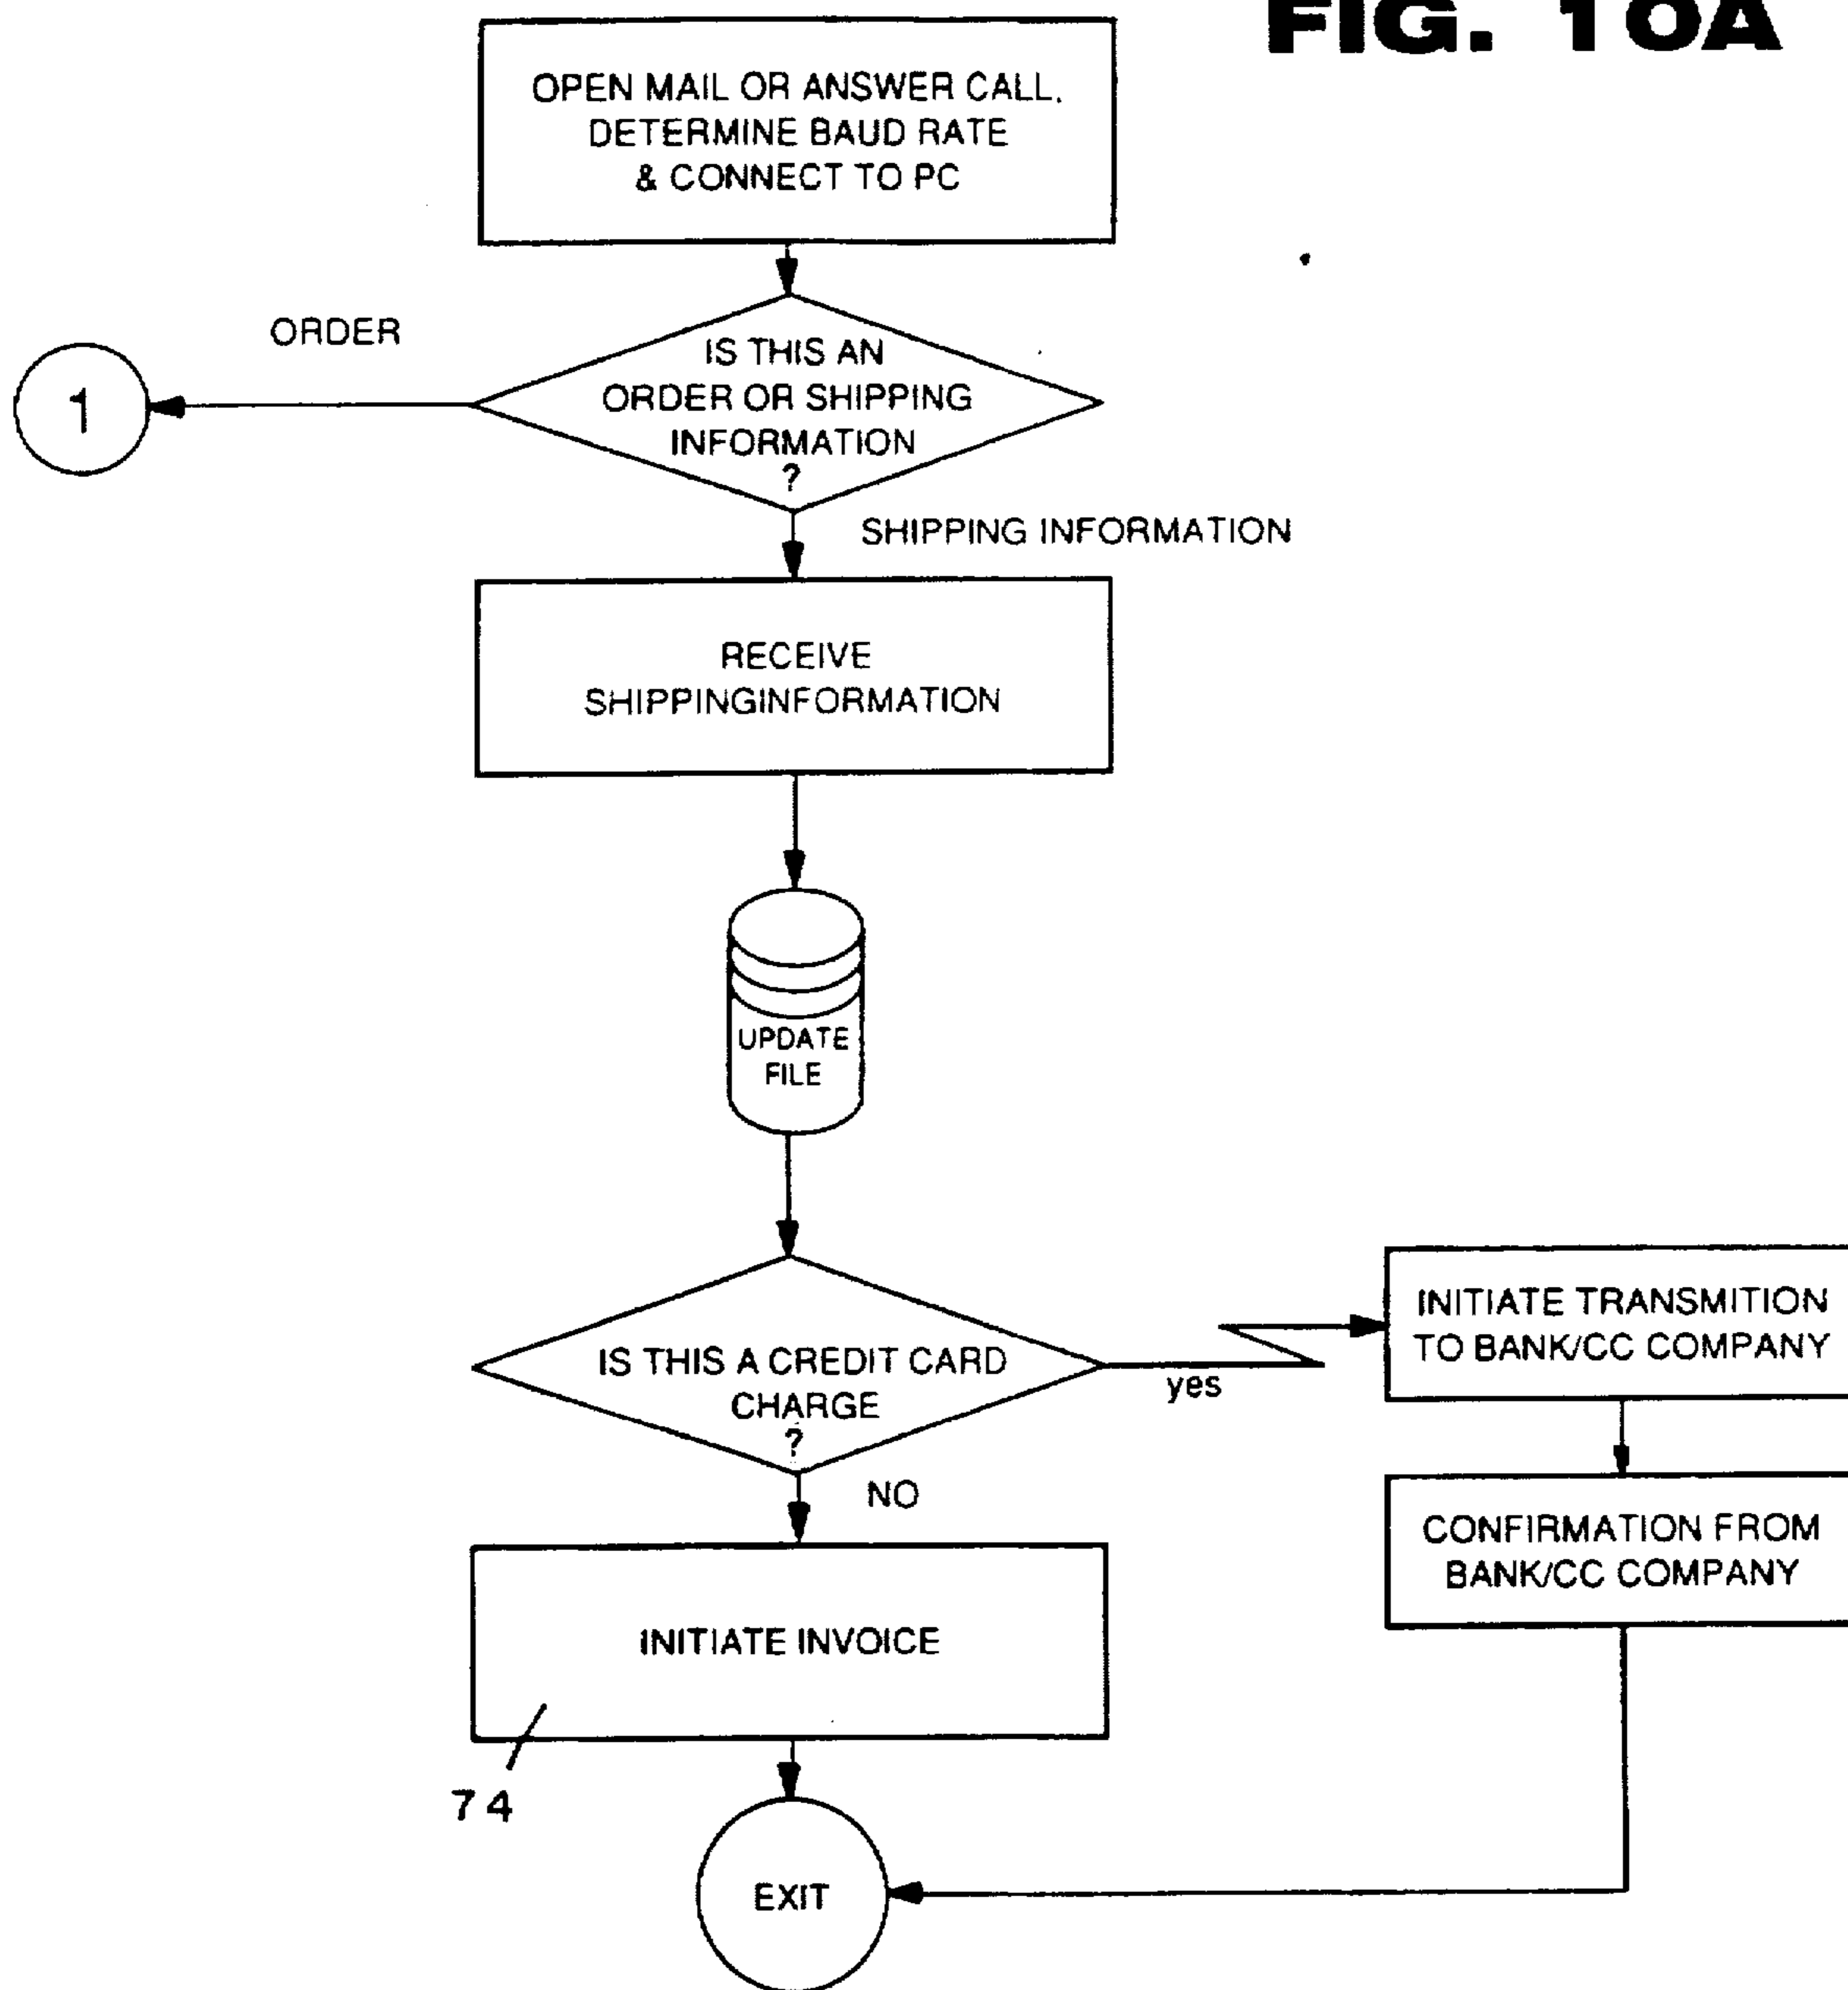 FIG. 10A
OPEN MAIL OR ANSWER CALL.
DETERMINE BAUD RATE
& CONNECT TO PC
ORDER
1
IS THIS AN
ORDER OR SHIPPING
INFORMATION
?
SHIPPING INFORMATION
RECEIVE
SHIPPINGINFORMATION
UPDATE
FILE
IS THIS A CREDIT CARD
CHARGE
?
yes
INITIATE TRANSMITION
TO BANK/CC COMPANY
NO
CONFIRMATION FROM
BANK/CC COMPANY
INITIATE INVOICE
74
EXIT